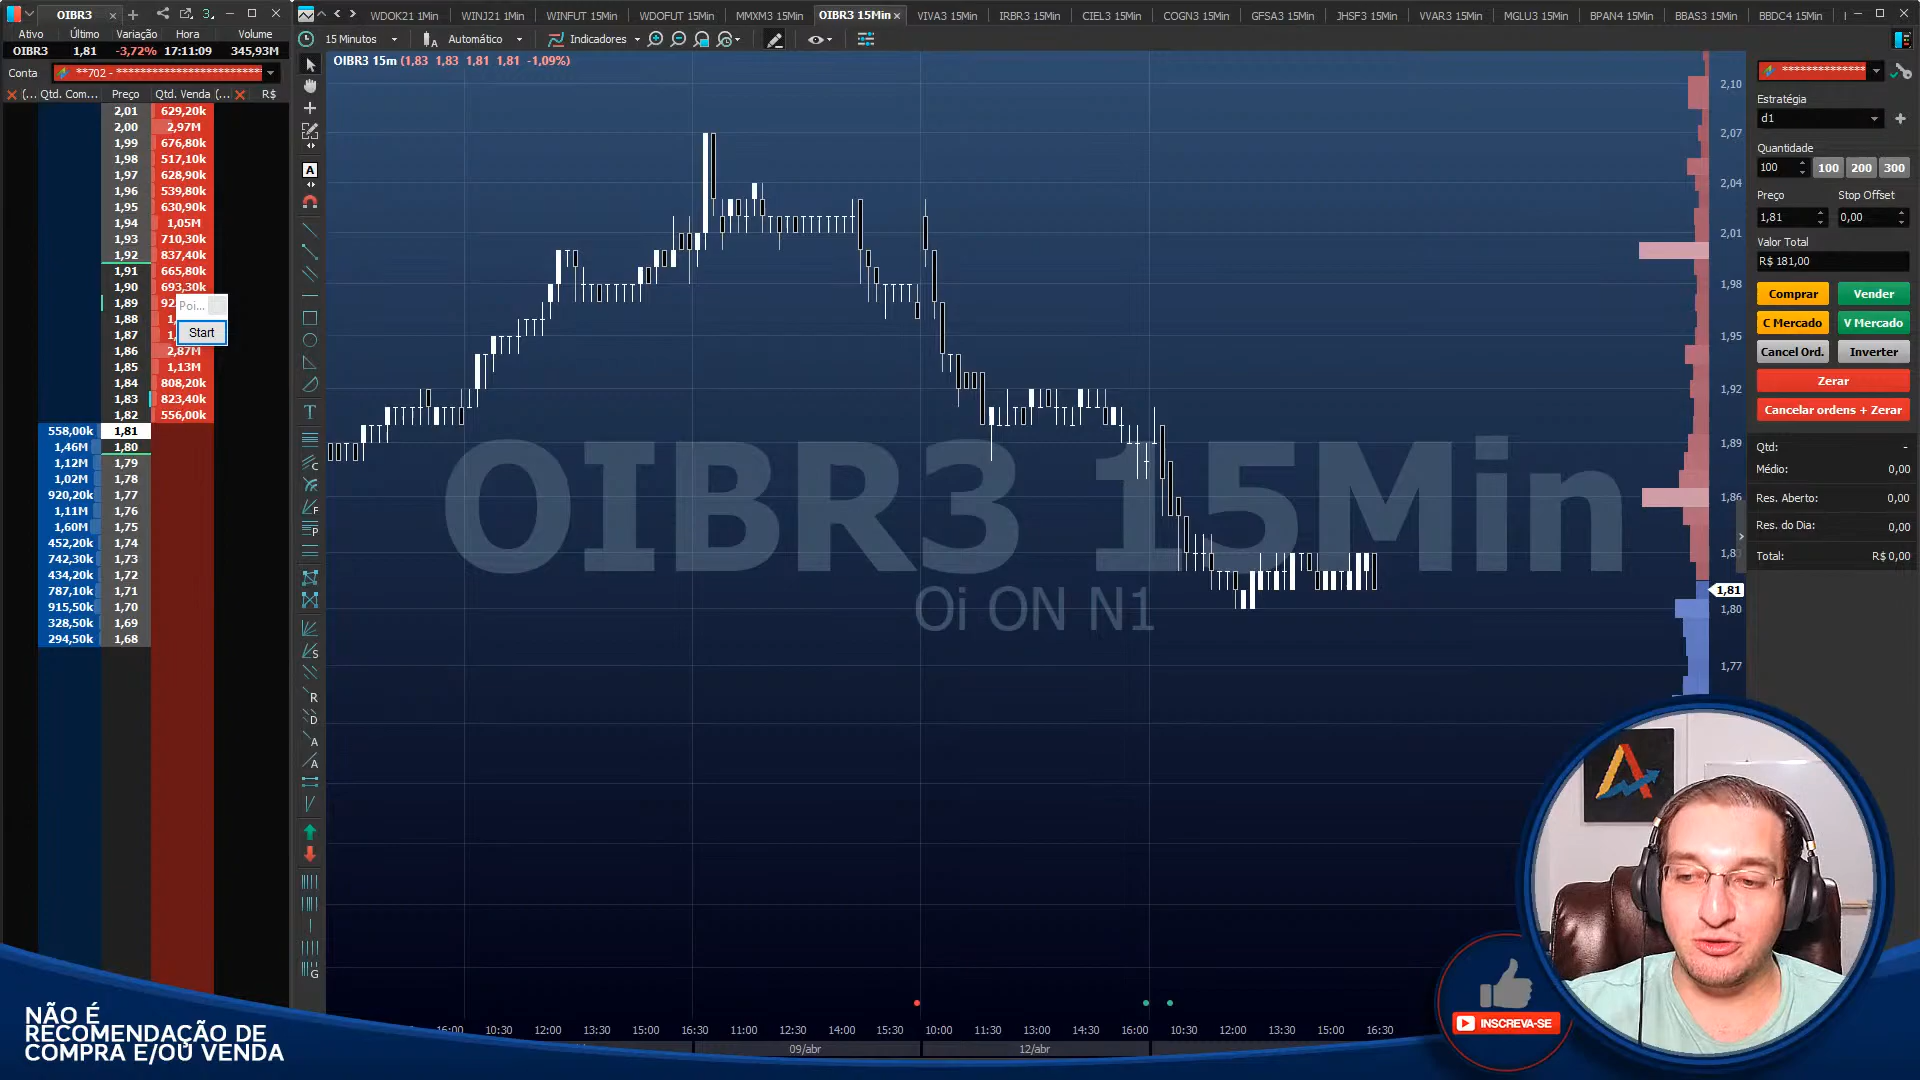 OIBR3
3
WDOK21 1Min
WINJ21 1Min
WINFUT 15Min
WDOFUT 15Min
MMXM3 15Min
OIBR3 15Min
VIVA3 15Min
IRBR3 15Min
CIEL3 15Min
COGN3 15Min
GFSA3 15Min
JHSF3 15Min
VVAR3 15Min
MGLU3 15Min
BPAN4 15Min
BBAS3 15Min
BBDC4 15Min
Ativo Último Variação Hora Volume
OIBR3 1,81 -3,72% 17:11:09 345,93M
Conta **702 -
15 Minutos Automático Indicadores
OIBR3 15m (1,83 1,83 1,81 1,81 -1,09%)
(... Qtd. Com... Preço Qtd. Venda (... R$
2,01 629,20k
2,00 2,97M
1,99 676,80k
1,98 517,10k
1,97 628,90k
1,96 539,80k
1,95 630,90k
1,94 1,05M
1,93 710,30k
1,92 837,40k
1,91 665,80k
1,90 693,30k
1,89
1,88
1,87
1,86 2,87M
1,85 1,13M
1,84 808,20k
1,83 823,40k
1,82 556,00k
Poi...
Start
558,00k 1,81
1,46M 1,80
1,12M 1,79
1,02M 1,78
920,20k 1,77
1,11M 1,76
1,60M 1,75
452,20k 1,74
742,30k 1,73
434,20k 1,72
787,10k 1,71
915,50k 1,70
328,50k 1,69
294,50k 1,68
OIBR3 15Min
Oi ON N1
2,10
2,07
2,04
2,01
1,98
1,95
1,92
1,89
1,86
1,81
1,80
1,77
Estratégia
d1
Quantidade
100 100 200 300
Preço Stop Offset
1,81 0,00
Valor Total
R$ 181,00
Comprar Vender
C Mercado V Mercado
Cancel Ord. Inverter
Zerar
Cancelar ordens + Zerar
Qtd: -
Médio: 0,00
Res. Aberto: 0,00
Res. do Dia: 0,00
Total: R$ 0,00
16:00 10:30 12:00 13:30 15:00 16:30 11:00 12:30 14:00 15:30 10:00 11:30 13:00 14:30 16:00 10:30 12:00 13:30 15:00 16:30
09/abr 12/abr
NÃO É
RECOMENDAÇÃO DE
COMPRA E/OU VENDA
INSCREVA-SE